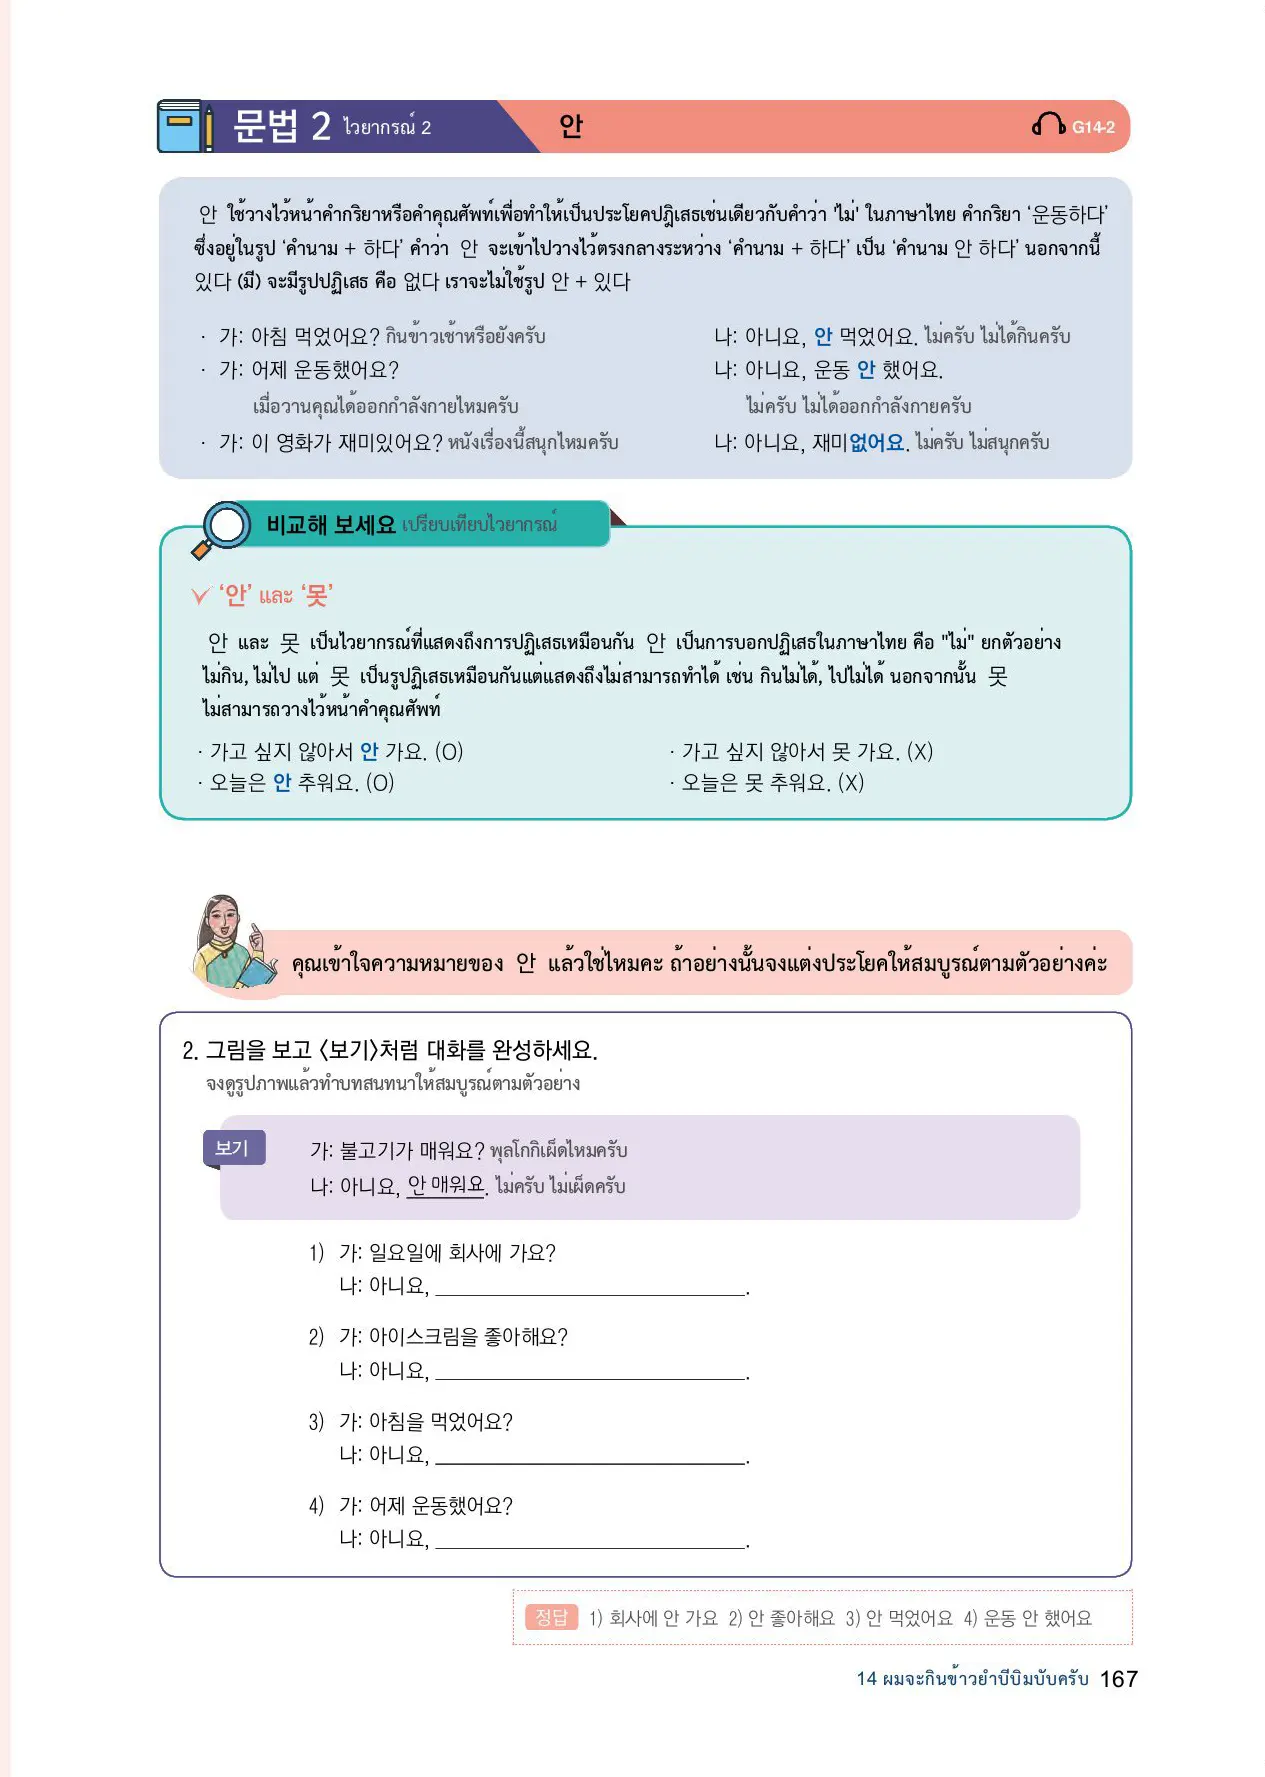 문법 2 ไวยากรณ์ 2 안 G14-2
안 ใช้วางไว้หน้าคำกริยาหรือคำคุณศัพท์เพื่อทำให้เป็นประโยคปฏิเสธเช่นเดียวกับคำว่า 'ไม่' ในภาษาไทย คำกริยา ‘운동하다’
ซึ่งอยู่ในรูป ‘คำนาม + 하다’ คำว่า 안 จะเข้าไปวางไว้ตรงกลางระหว่าง ‘คำนาม + 하다’ เป็น ‘คำนาม 안 하다’ นอกจากนี้
있다 (มี) จะมีรูปปฏิเสธ คือ 없다 เราจะไม่ใช้รูป 안 + 있다
· 가: 아침 먹었어요? กินข้าวเช้าหรือยังครับ 나: 아니요, 안 먹었어요. ไม่ครับ ไม่ได้กินครับ
· 가: 어제 운동했어요? 나: 아니요, 운동 안 했어요.
เมื่อวานคุณได้ออกกำลังกายไหมครับ ไม่ครับ ไม่ได้ออกกำลังกายครับ
· 가: 이 영화가 재미있어요? หนังเรื่องนี้สนุกไหมครับ 나: 아니요, 재미없어요. ไม่ครับ ไม่สนุกครับ
비교해 보세요 เปรียบเทียบไวยากรณ์
‘안’ และ ‘못’
안 และ 못 เป็นไวยากรณ์ที่แสดงถึงการปฏิเสธเหมือนกัน 안 เป็นการบอกปฏิเสธในภาษาไทย คือ "ไม่" ยกตัวอย่าง
ไม่กิน, ไม่ไป แต่ 못 เป็นรูปปฏิเสธเหมือนกันแต่แสดงถึงไม่สามารถทำได้ เช่น กินไม่ได้, ไปไม่ได้ นอกจากนั้น 못
ไม่สามารถวางไว้หน้าคำคุณศัพท์
· 가고 싶지 않아서 안 가요. (O) · 가고 싶지 않아서 못 가요. (X)
· 오늘은 안 추워요. (O) · 오늘은 못 추워요. (X)
คุณเข้าใจความหมายของ 안 แล้วใช่ไหมคะ ถ้าอย่างนั้นจงแต่งประโยคให้สมบูรณ์ตามตัวอย่างค่ะ
2. 그림을 보고 〈보기〉처럼 대화를 완성하세요.
จงดูรูปภาพแล้วทำบทสนทนาให้สมบูรณ์ตามตัวอย่าง
보기 가: 불고기가 매워요? พุลโกกิเผ็ดไหมครับ
나: 아니요, 안 매워요. ไม่ครับ ไม่เผ็ดครับ
1) 가: 일요일에 회사에 가요?
나: 아니요, ______________________________.
2) 가: 아이스크림을 좋아해요?
나: 아니요, ______________________________.
3) 가: 아침을 먹었어요?
나: 아니요, ______________________________.
4) 가: 어제 운동했어요?
나: 아니요, ______________________________.
정답 1) 회사에 안 가요 2) 안 좋아해요 3) 안 먹었어요 4) 운동 안 했어요
14 ผมจะกินข้าวยำบีบิมบับครับ 167